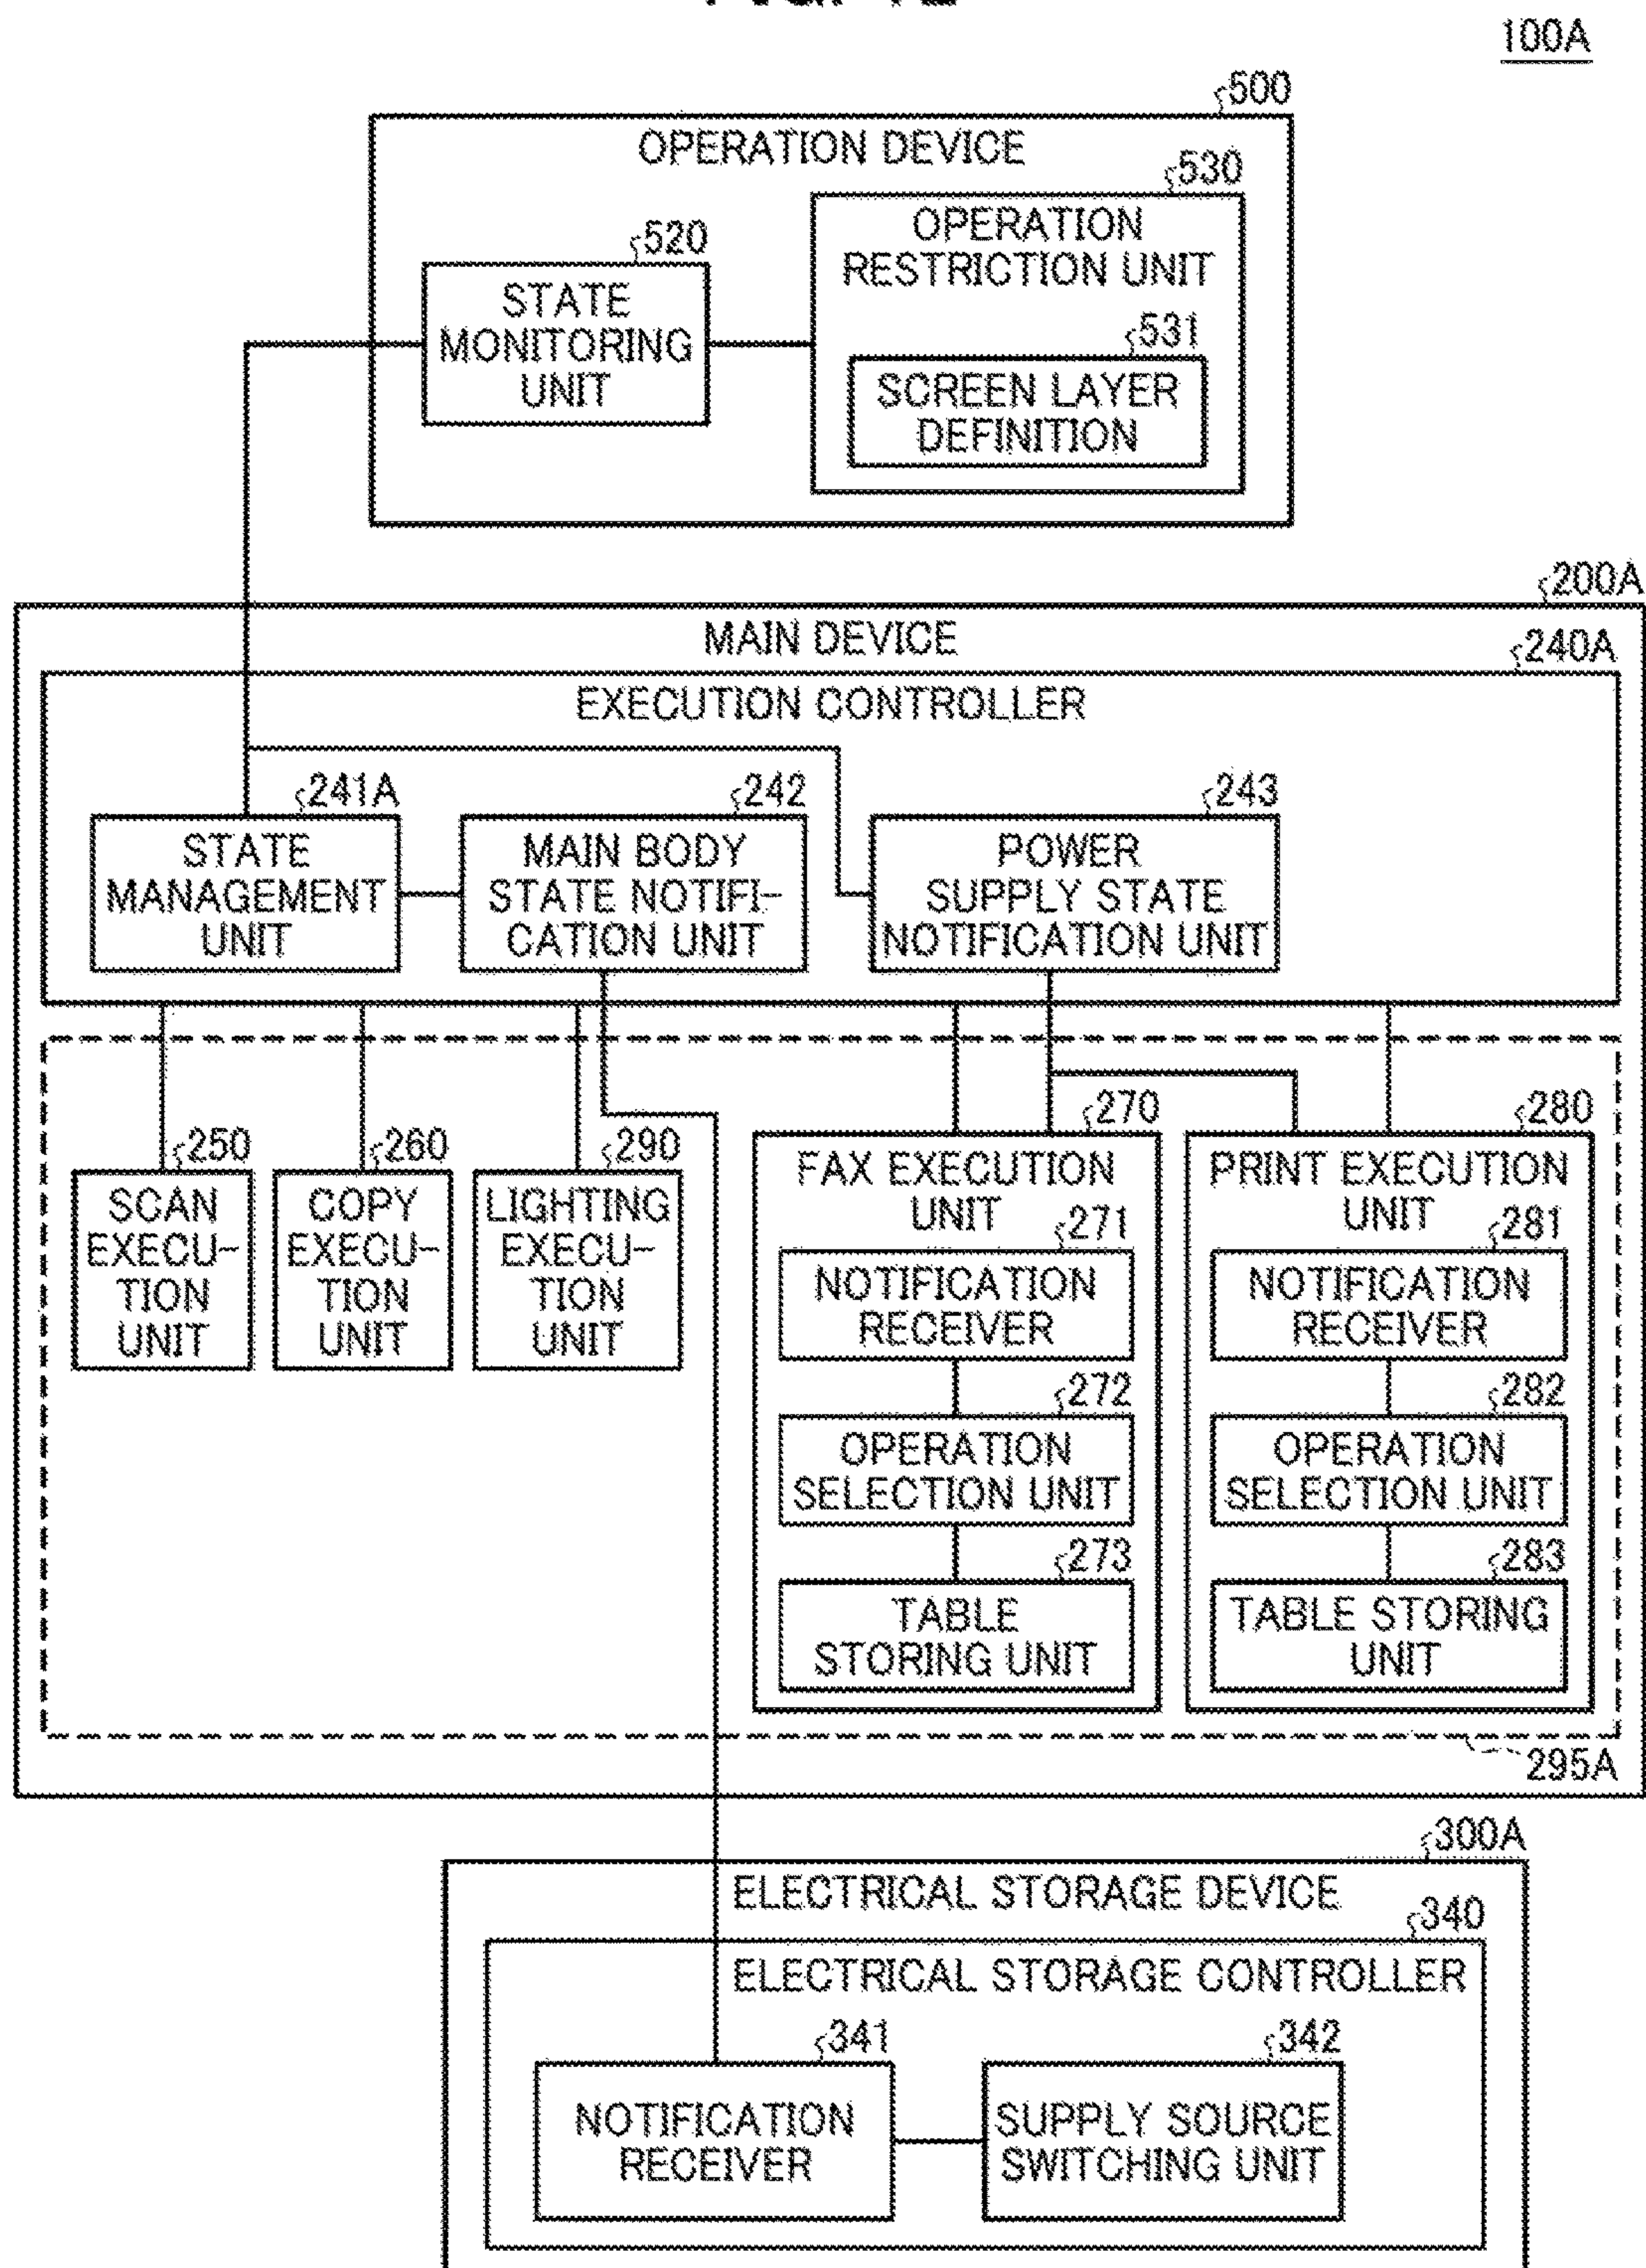 100A
500
OPERATION DEVICE
530
OPERATION
RESTRICTION UNIT
520
STATE
MONITORING
UNIT
531
SCREEN LAYER
DEFINITION
200A
MAIN DEVICE
240A
EXECUTION CONTROLLER
241A
STATE
MANAGEMENT
UNIT
242
MAIN BODY
STATE NOTIFI-
CATION UNIT
243
POWER
SUPPLY STATE
NOTIFICATION UNIT
250
SCAN
EXECU-
TION
UNIT
260
COPY
EXECU-
TION
UNIT
290
LIGHTING
EXECU-
TION
UNIT
270
FAX EXECUTION
UNIT
271
NOTIFICATION
RECEIVER
272
OPERATION
SELECTION UNIT
273
TABLE
STORING UNIT
280
PRINT EXECUTION
UNIT
281
NOTIFICATION
RECEIVER
282
OPERATION
SELECTION UNIT
283
TABLE STORING
UNIT
295A
300A
ELECTRICAL STORAGE DEVICE
340
ELECTRICAL STORAGE CONTROLLER
341
NOTIFICATION
RECEIVER
342
SUPPLY SOURCE
SWITCHING UNIT